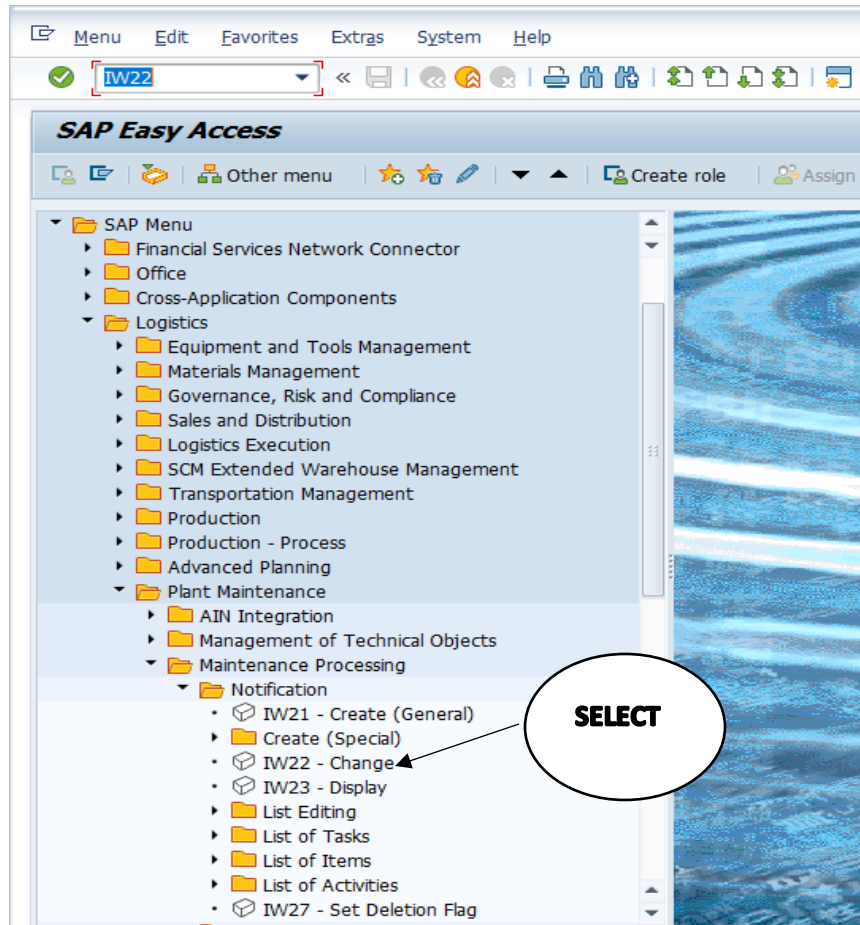 Menu Edit Favorites Extras System Help
IW22
SAP Easy Access
Other menu Create role Assign
SAP Menu
Financial Services Network Connector
Office
Cross-Application Components
Logistics
Equipment and Tools Management
Materials Management
Governance, Risk and Compliance
Sales and Distribution
Logistics Execution
SCM Extended Warehouse Management
Transportation Management
Production
Production - Process
Advanced Planning
Plant Maintenance
AIN Integration
Management of Technical Objects
Maintenance Processing
Notification
IW21 - Create (General)
SELECT
Create (Special)
IW22 - Change
IW23 - Display
List Editing
List of Tasks
List of Items
List of Activities
IW27 - Set Deletion Flag